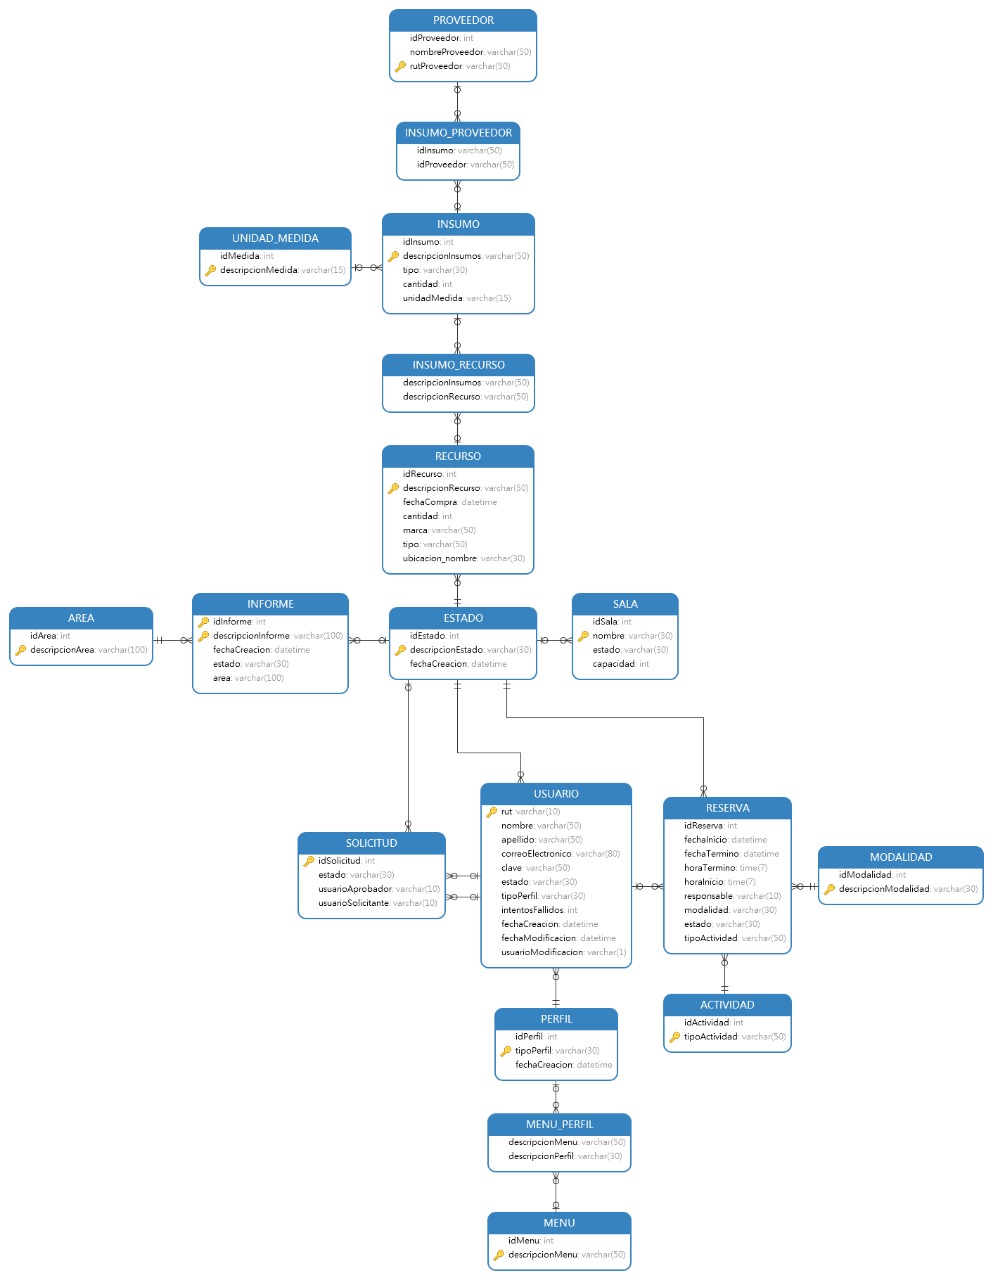 PROVEEDOR
idProveedor: int
nombreProveedor: varchar(50)
rutProveedor: varchar(50)
INSUMO_PROVEEDOR
idInsumo: varchar(50)
idProveedor: varchar(50)
UNIDAD_MEDIDA
idMedida: int
descripcionMedida: varchar(15)
INSUMO
idInsumo: int
descripcionInsumos: varchar(50)
tipo: varchar(30)
cantidad: int
unidadMedida: varchar(15)
INSUMO_RECURSO
descripcionInsumos: varchar(50)
descripcionRecurso: varchar(50)
RECURSO
idRecurso: int
descripcionRecurso: varchar(50)
fechaCompra: datetime
cantidad: int
marca: varchar(50)
tipo: varchar(50)
ubicacion_nombre: varchar(30)
AREA
idArea: int
descripcionArea: varchar(100)
INFORME
idInforme: int
descripcionInforme: varchar(100)
fechaCreacion: datetime
estado: varchar(30)
area: varchar(100)
ESTADO
idEstado: int
descripcionEstado: varchar(30)
fechaCreacion: datetime
SALA
idSala: int
nombre: varchar(30)
estado: varchar(30)
capacidad: int
SOLICITUD
idSolicitud: int
estado: varchar(30)
usuarioAprobador: varchar(10)
usuarioSolicitante: varchar(10)
USUARIO
rut: varchar(10)
nombre: varchar(50)
apellido: varchar(50)
correoElectronico: varchar(80)
clave: varchar(50)
estado: varchar(30)
tipoPerfil: varchar(30)
intentosFallidos: int
fechaCreacion: datetime
fechaModificacion: datetime
usuarioModificacion: varchar(1)
RESERVA
idReserva: int
fechaInicio: datetime
fechaTermino: datetime
horaTermino: time(7)
horaInicio: time(7)
responsable: varchar(10)
modalidad: varchar(30)
estado: varchar(30)
tipoActividad: varchar(50)
MODALIDAD
idModalidad: int
descripcionModalidad: varchar(30)
ACTIVIDAD
idActividad: int
tipoActividad: varchar(50)
PERFIL
idPerfil: int
tipoPerfil: varchar(30)
fechaCreacion: datetime
MENU_PERFIL
descripcionMenu: varchar(50)
descripcionPerfil: varchar(30)
MENU
idMenu: int
descripcionMenu: varchar(50)